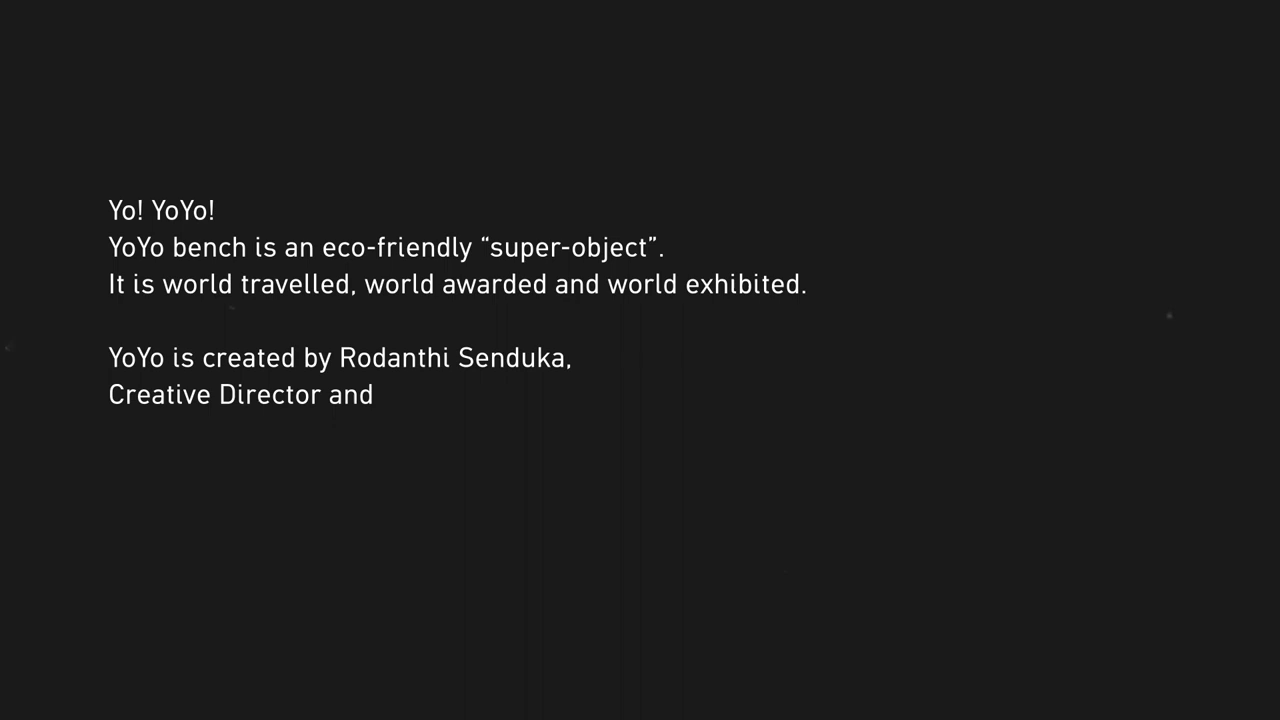 Yo! YoYo!
YoYo bench is an eco-friendly “super-object”.
It is world travelled, world awarded and world exhibited.
YoYo is created by Rodanthi Senduka,
Creative Director and